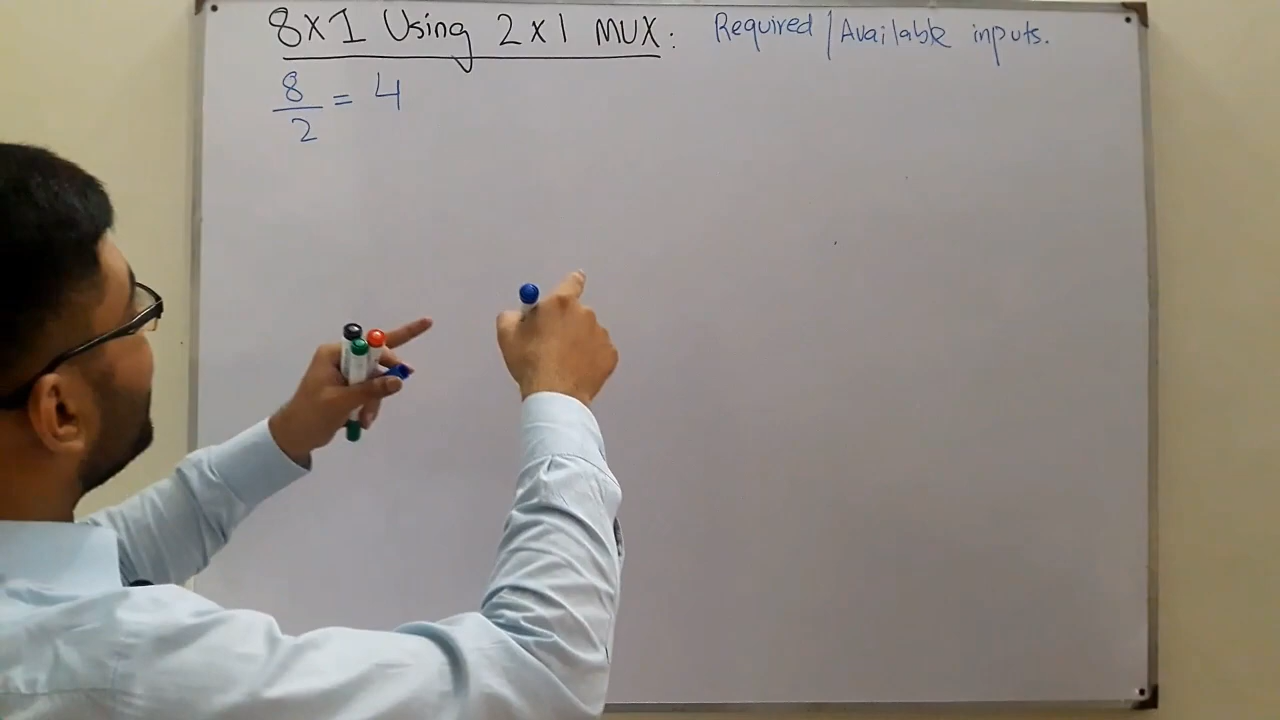 8x1 Using 2x1 MUX: Required / Available inputs.
8/2 = 4